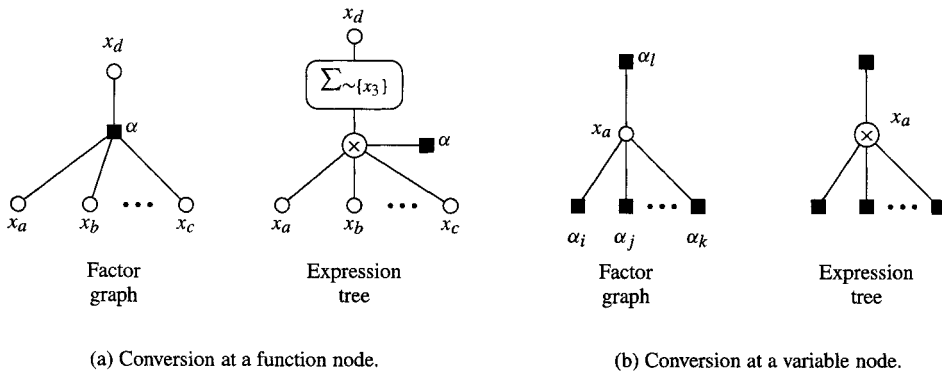 x_d
α
x_a x_b ••• x_c
Factor
graph
x_d
∑∼{x_3}
×
α
x_a x_b ••• x_c
Expression
tree
(a) Conversion at a function node.
α_l
x_a
•••
α_i α_j α_k
Factor
graph
x_a
×
•••
Expression
tree
(b) Conversion at a variable node.